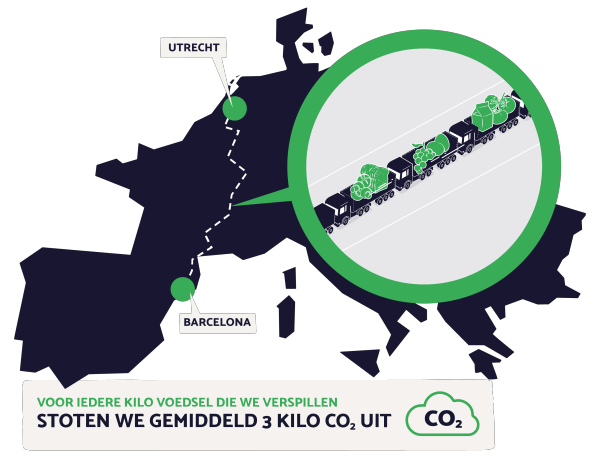 UTRECHT
BARCELONA
VOOR IEDERE KILO VOEDSEL DIE WE VERSPILLEN
STOTEN WE GEMIDDELD 3 KILO CO₂ UIT
CO₂